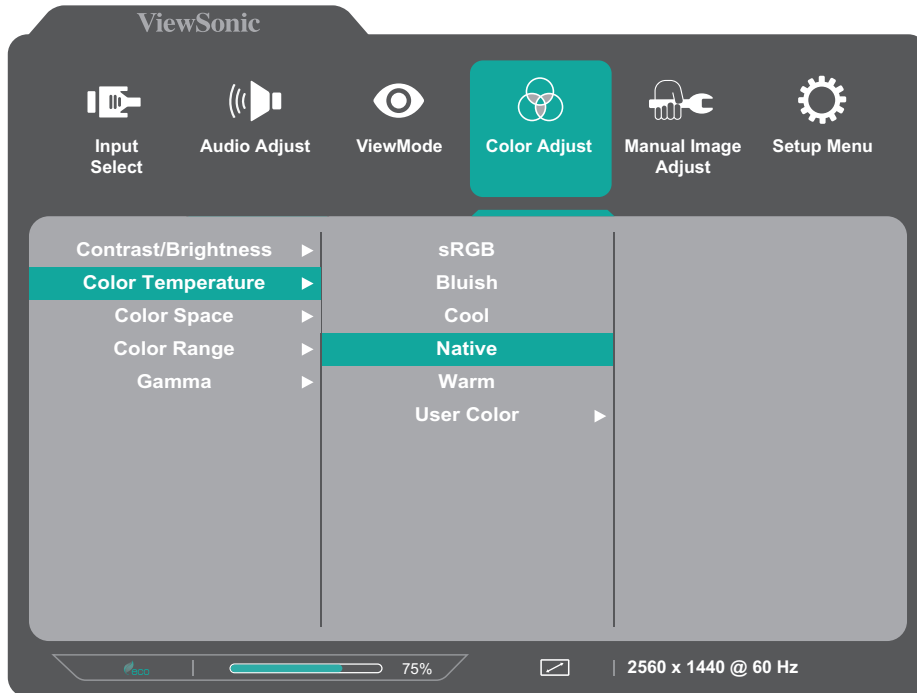 ViewSonic
Input
Select
Audio Adjust
ViewMode
Color Adjust
Manual Image
Adjust
Setup Menu
Contrast/Brightness
Color Temperature
Color Space
Color Range
Gamma
sRGB
Bluish
Cool
Native
Warm
User Color
eco
75%
2560 x 1440 @ 60 Hz